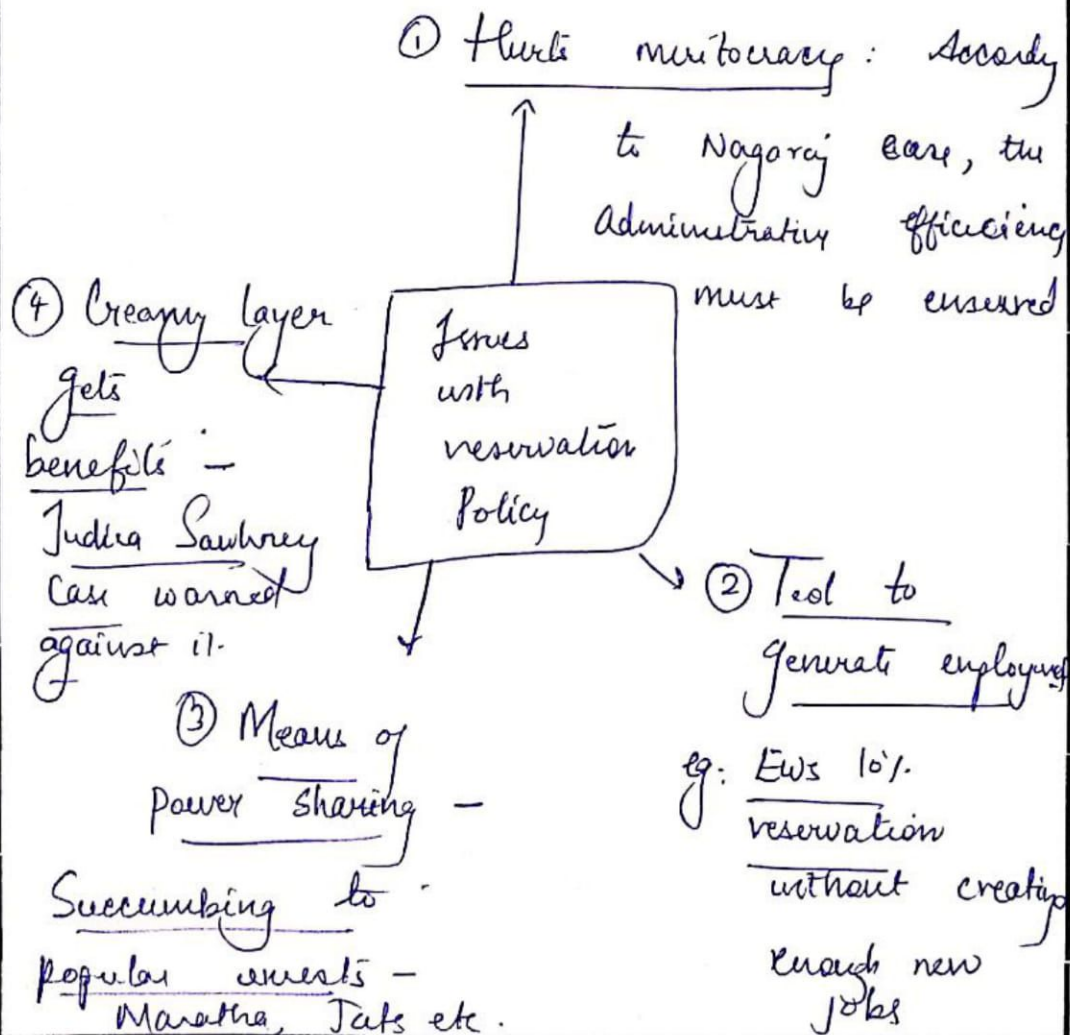 ① Hurts meritocracy : Accordg
to Nagaraj case, the
Administrative efficiency
must be ensured
Issues
with
reservation
Policy
② Tool to
generate employmt
eg: EWS 10%
reservation
without creating
enough new
jobs
③ Means of
power sharing –
Succumbing to
popular unrests –
Maratha, Jats etc.
④ Creamy layer
gets
benefits –
Indira Sawhney
case warned
against it.